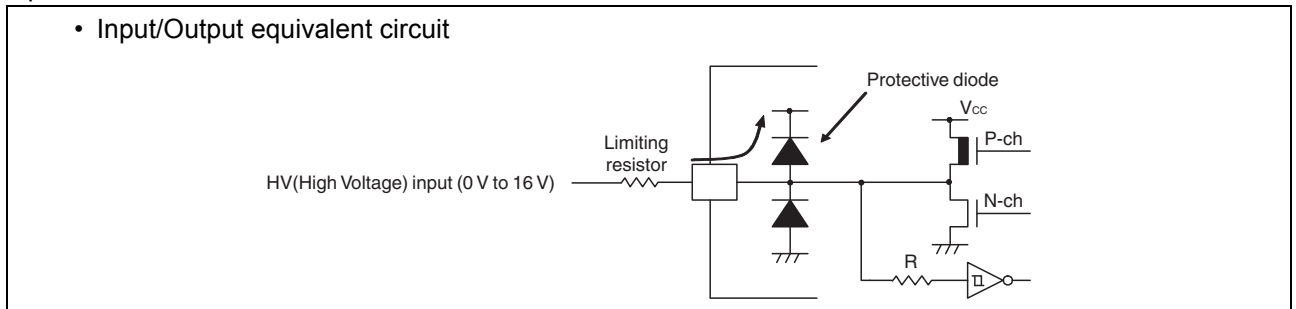 • Input/Output equivalent circuit
Protective diode
Vcc
P-ch
Limiting
resistor
HV(High Voltage) input (0 V to 16 V)
N-ch
R